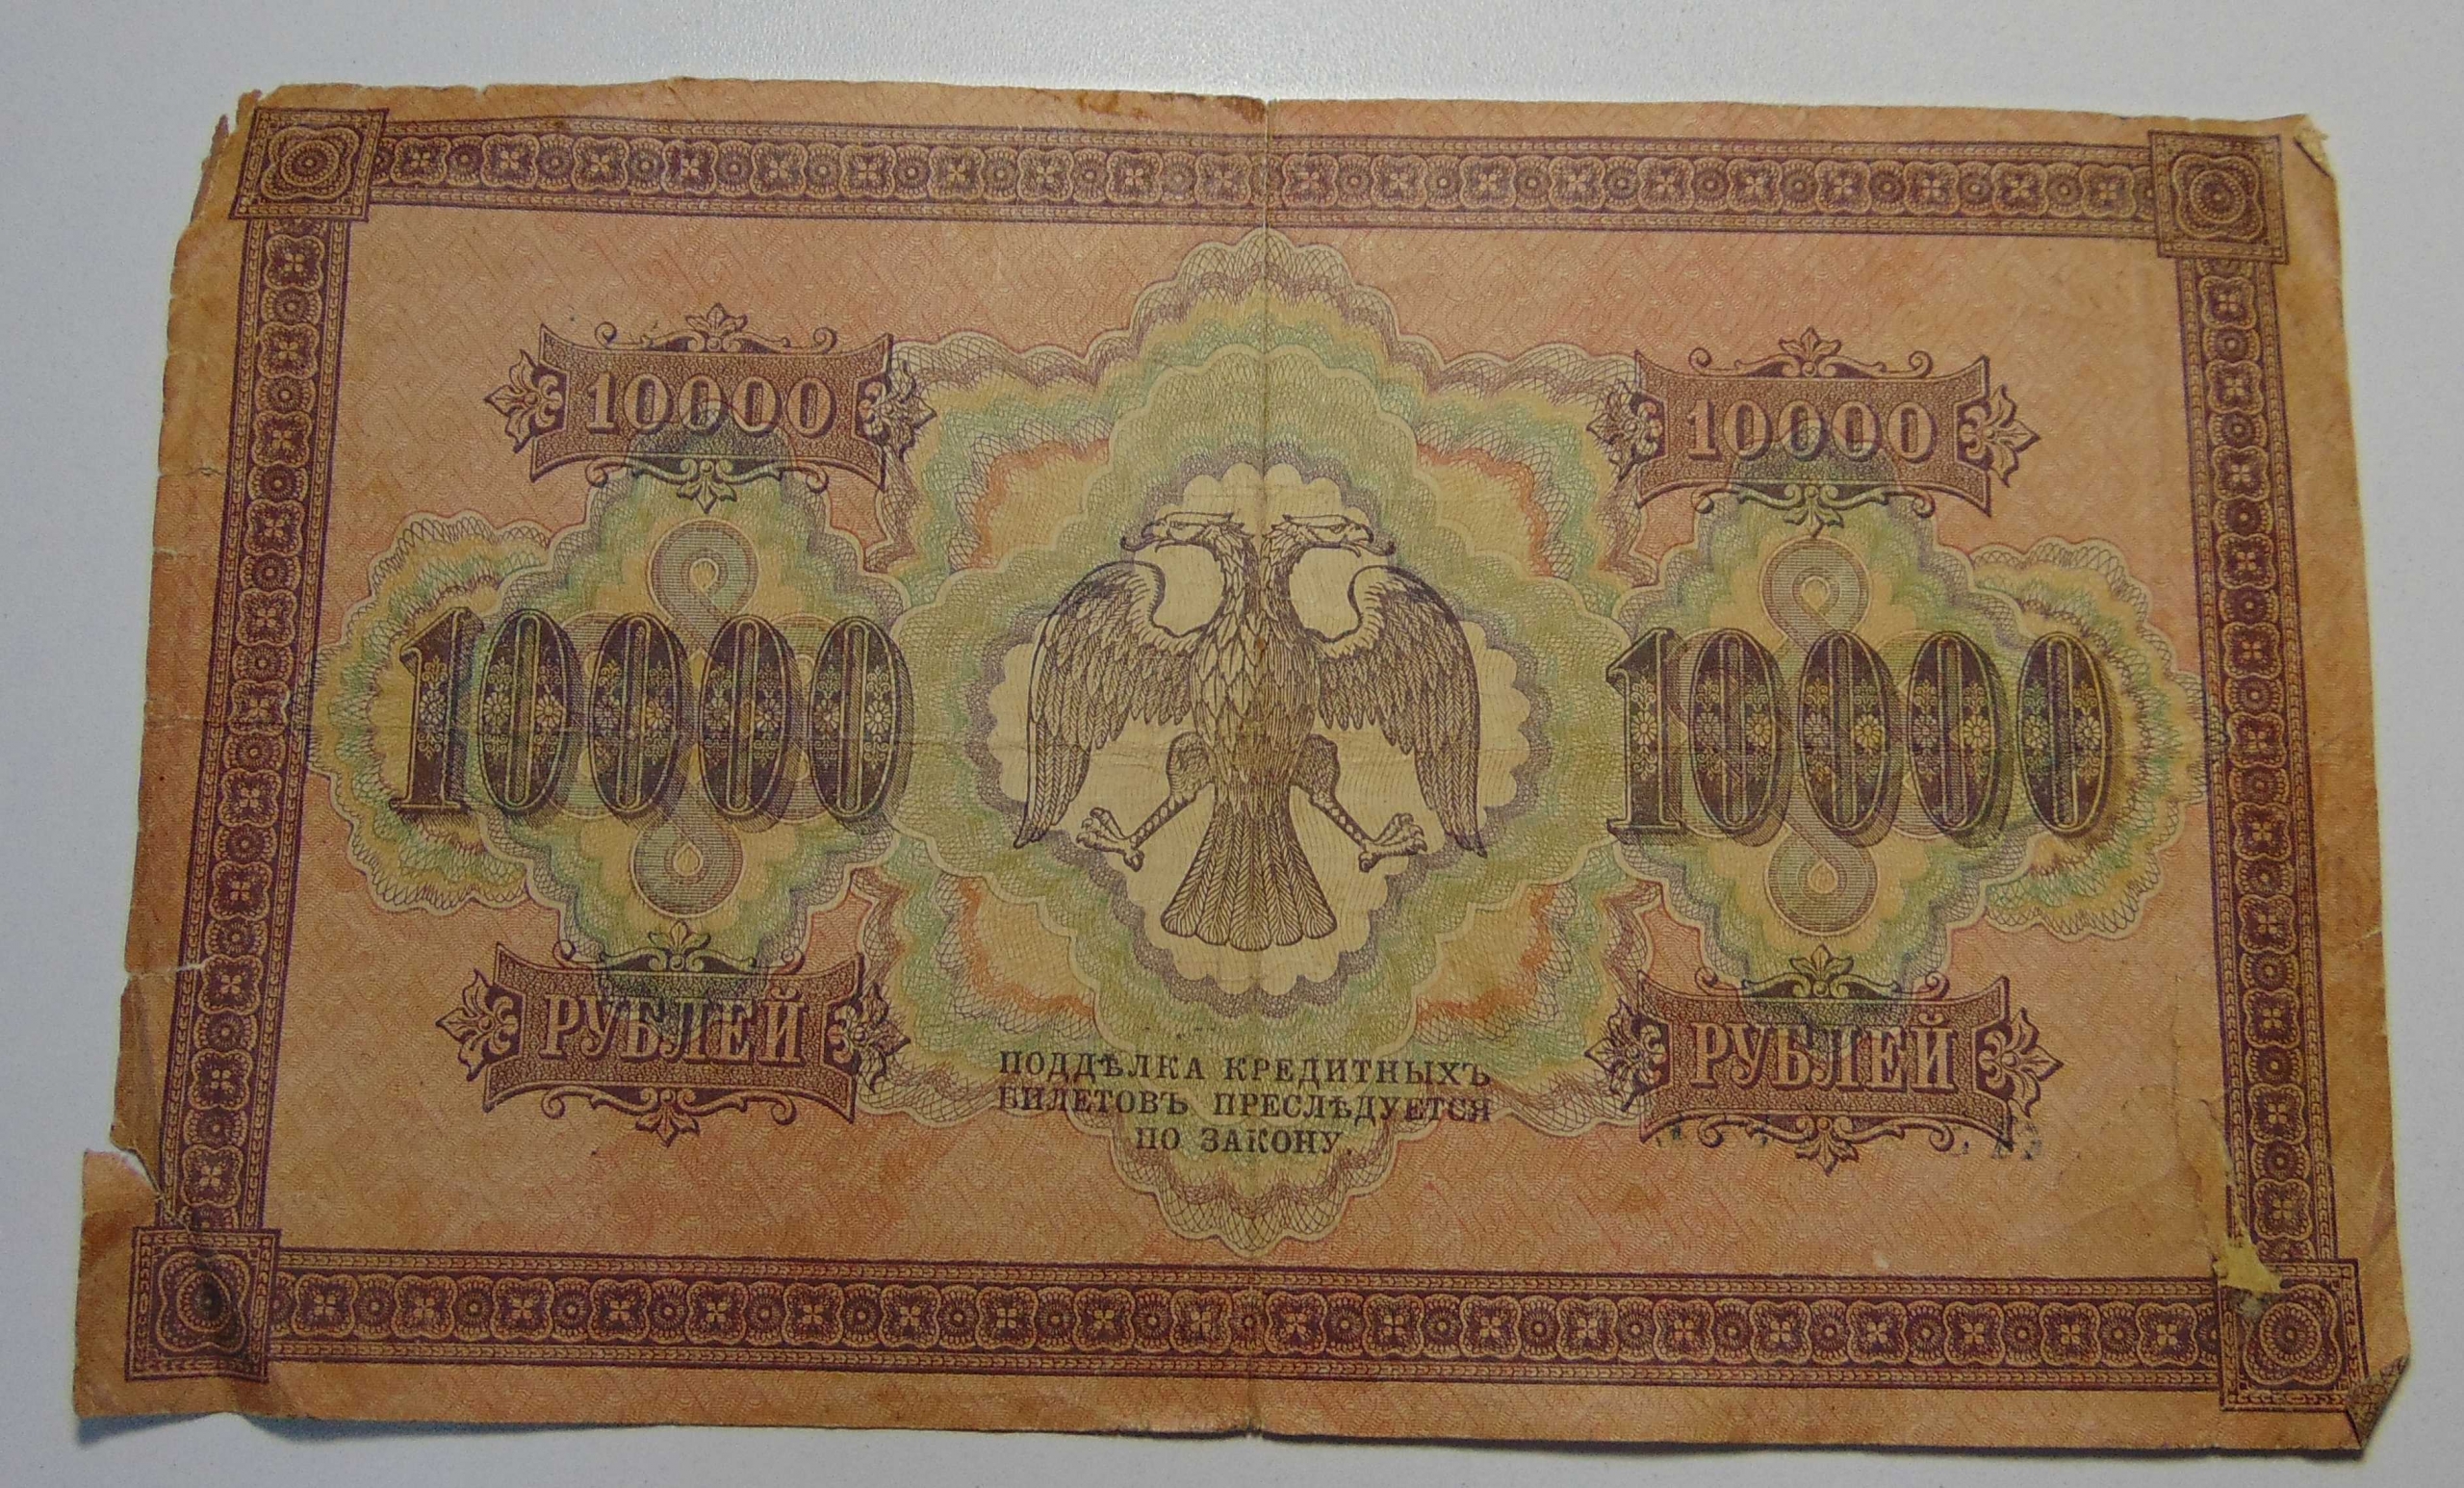 10000
10000
10000
10000
РУБЛЕЙ
РУБЛЕЙ
ПОДДѢЛКА КРЕДИТНЫХЪ
БИЛЕТОВЪ ПРЕСЛѢДУЕТСЯ
ПО ЗАКОНУ.